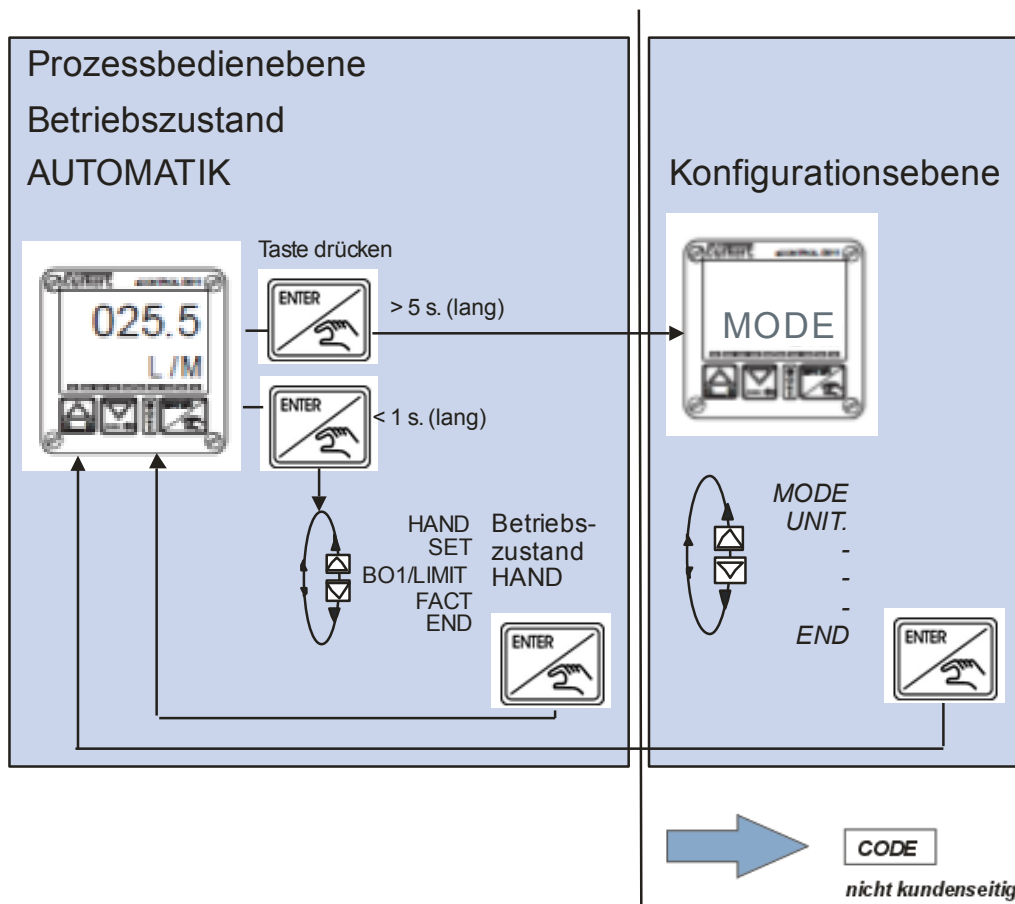 Prozessbedienebene
Betriebszustand
AUTOMATIK
Taste drücken
025.5
L/M
ENTER
> 5 s. (lang)
ENTER
< 1 s. (lang)
HAND
SET
BO1/LIMIT
FACT
END
Betriebs-
zustand
HAND
ENTER
Konfigurationsebene
MODE
MODE
UNIT.
-
-
-
END
ENTER
CODE
nicht kundenseitig